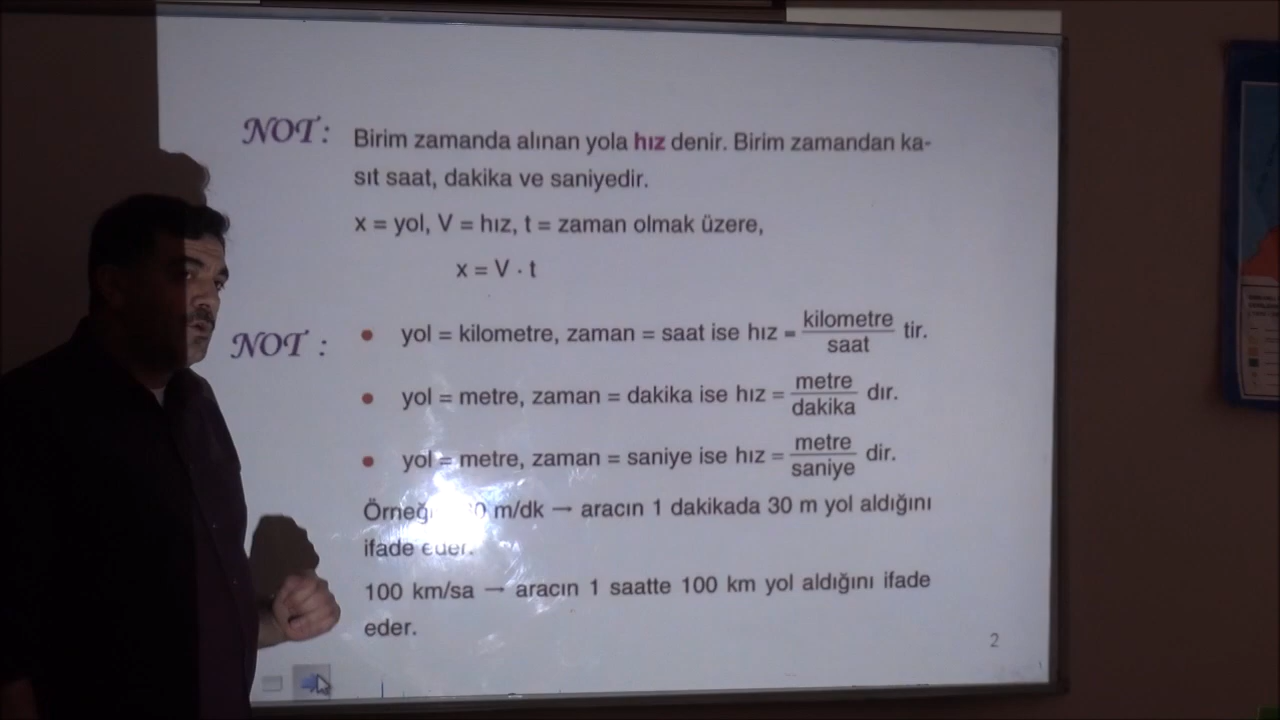 NOT : Birim zamanda alınan yola hız denir. Birim zamandan ka-
sıt saat, dakika ve saniyedir.
x = yol, V = hız, t = zaman olmak üzere,
x = V · t
NOT : • yol = kilometre, zaman = saat ise hız = kilometre/saat tir.
• yol = metre, zaman = dakika ise hız = metre/dakika dır.
• yol = metre, zaman = saniye ise hız = metre/saniye dir.
m/dk → aracın 1 dakikada 30 m yol aldığını
ifade eder.
100 km/sa → aracın 1 saatte 100 km yol aldığını ifade
eder.
2